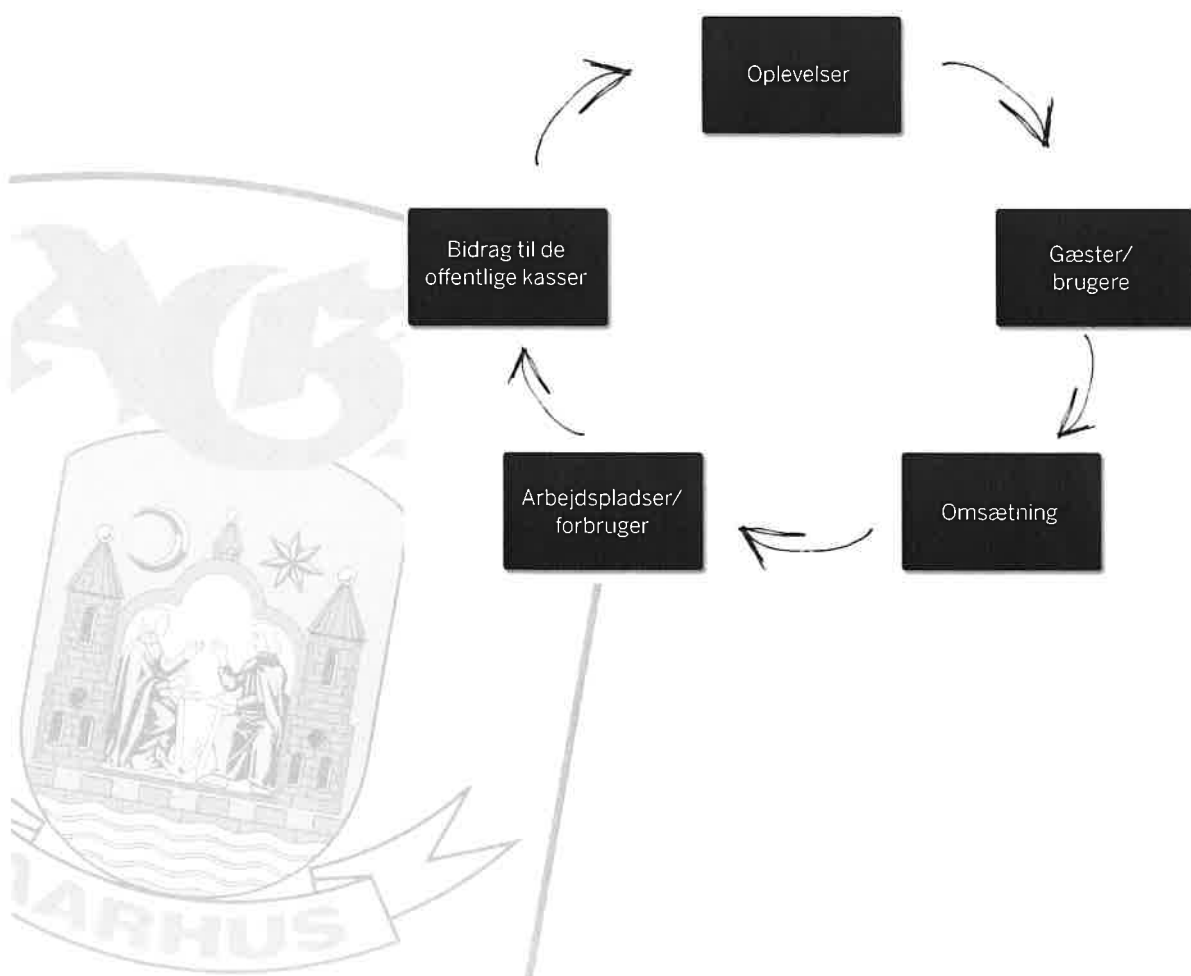 Oplevelser
Gæster/
brugere
Omsætning
Arbejdspladser/
forbruger
Bidrag til de
offentlige kasser
AARHUS